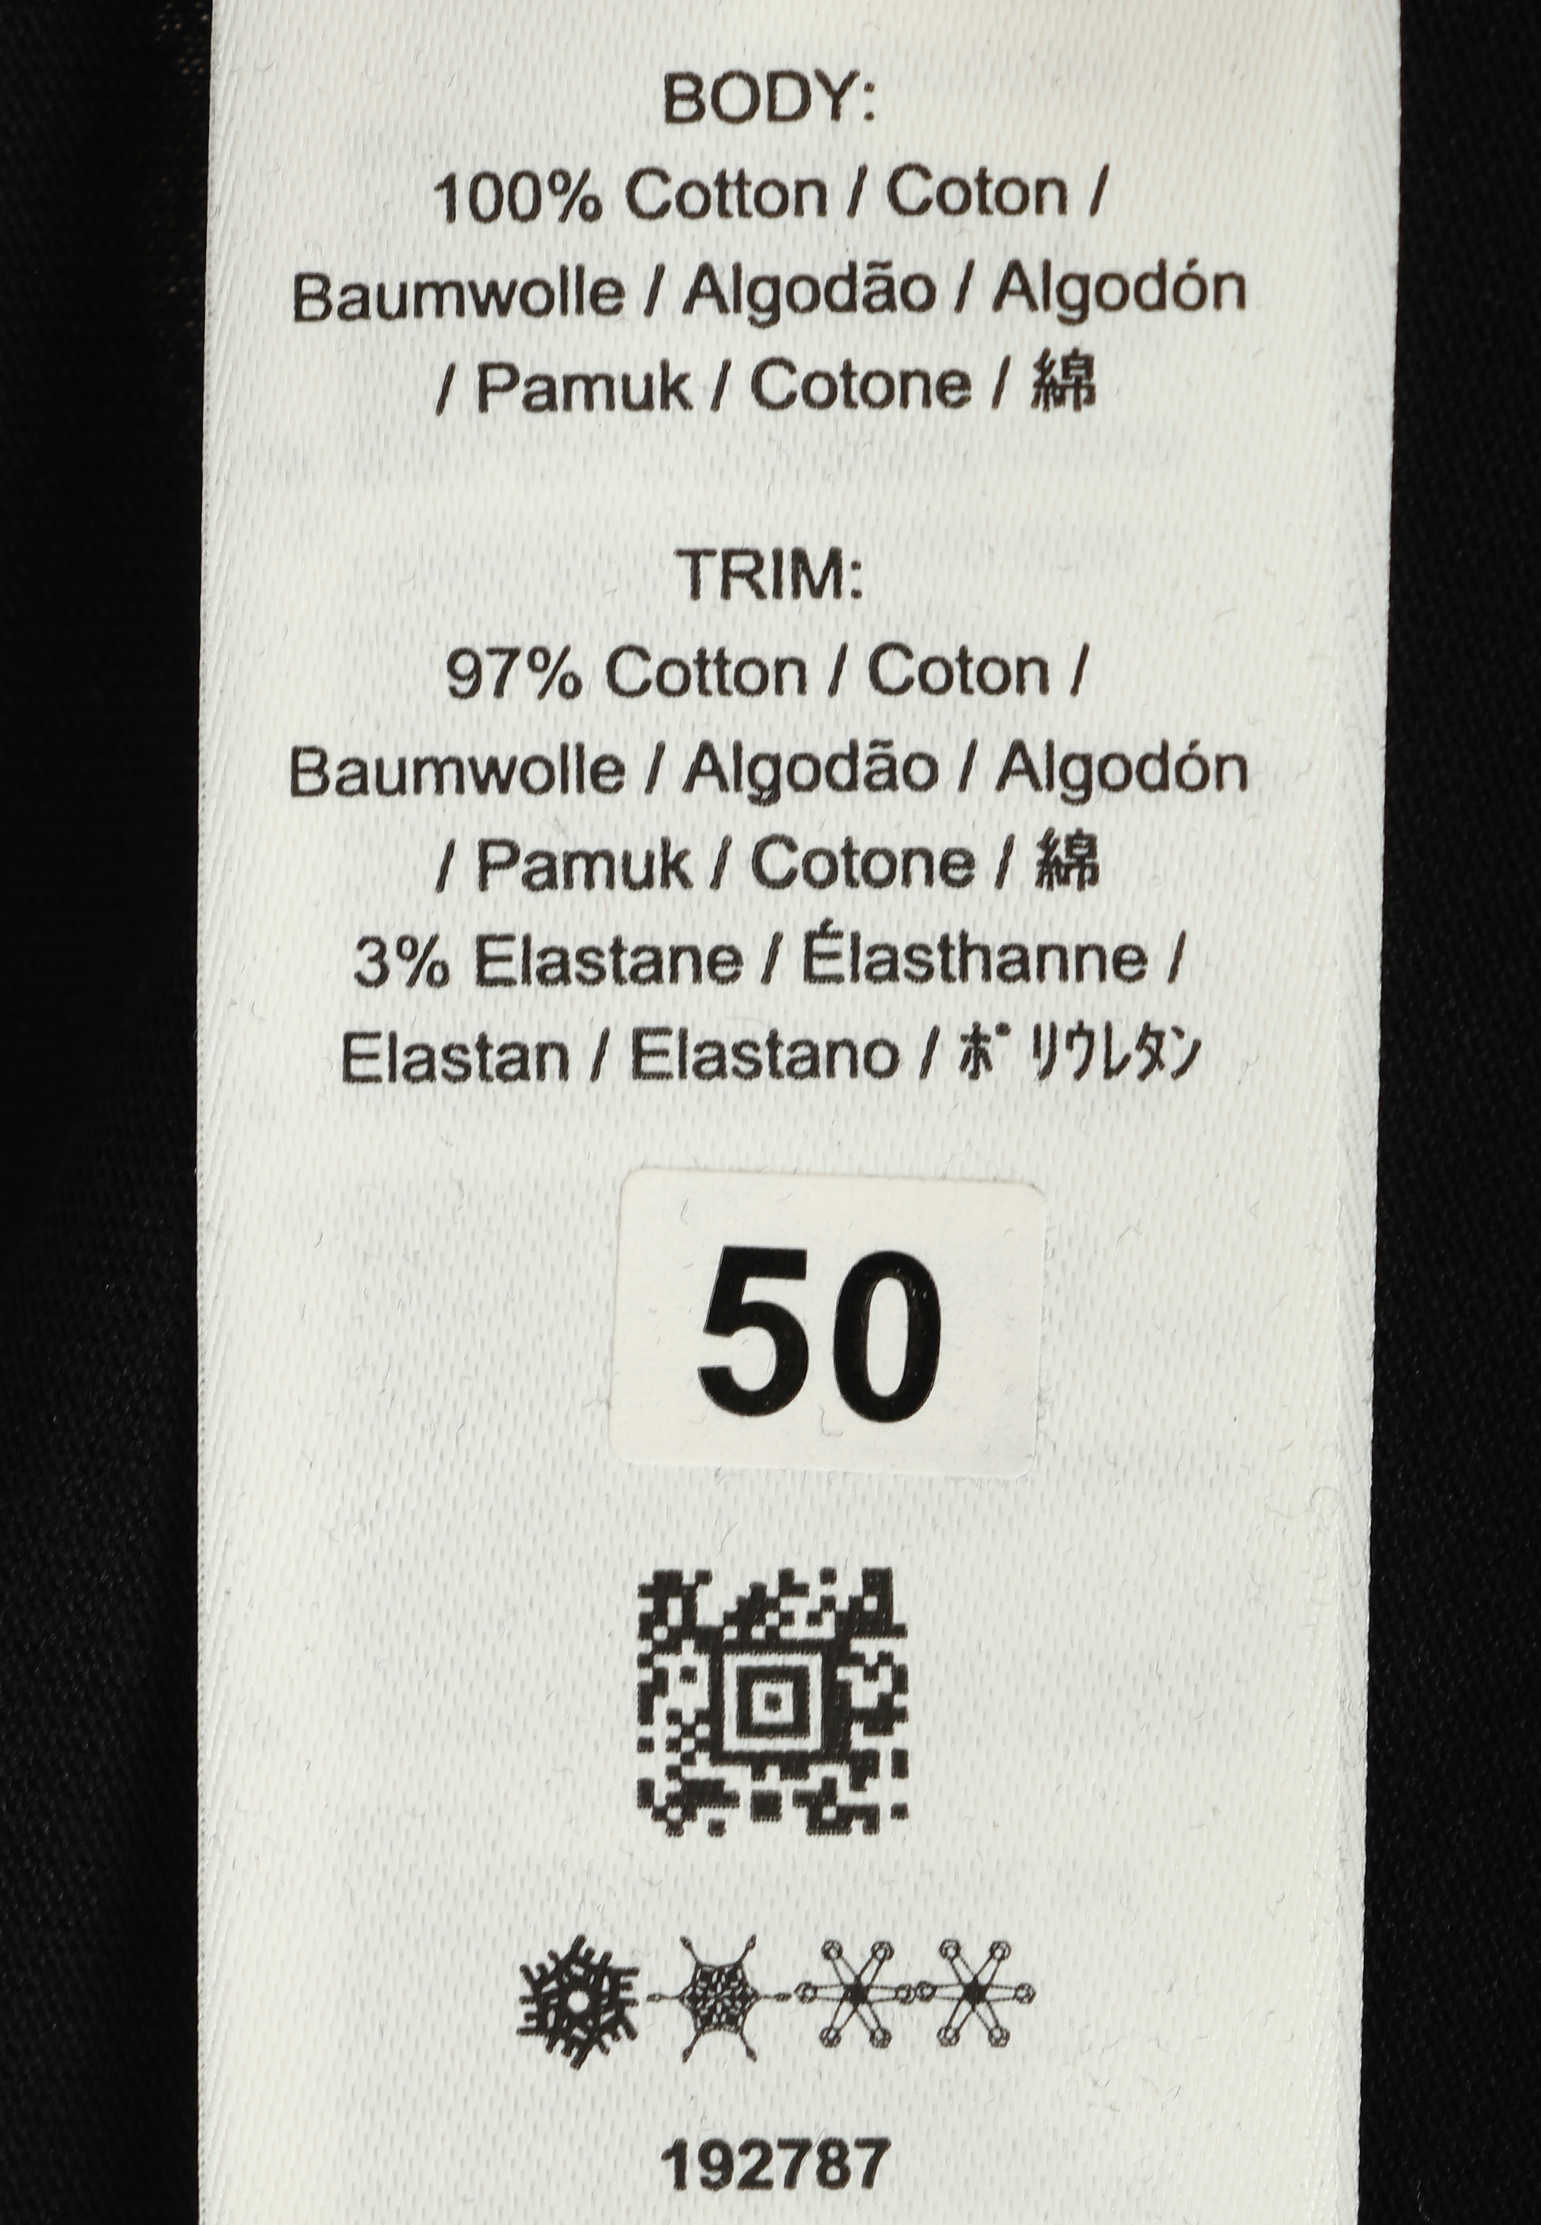 BODY:
100% Cotton / Coton /
Baumwolle / Algodão / Algodón
/ Pamuk / Cotone / 綿
TRIM:
97% Cotton / Coton /
Baumwolle / Algodão / Algodón
/ Pamuk / Cotone / 綿
3% Elastane / Élasthanne /
Elastan / Elastano / ﾎﾟﾘｳﾚﾀﾝ
50
192787